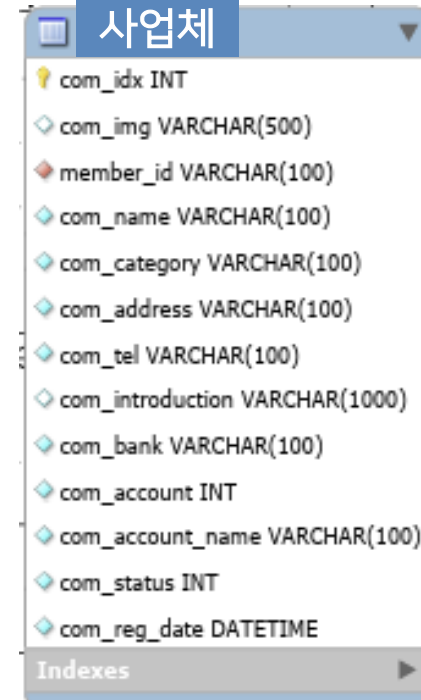 사업체
com_idx INT
com_img VARCHAR(500)
member_id VARCHAR(100)
com_name VARCHAR(100)
com_category VARCHAR(100)
com_address VARCHAR(100)
com_tel VARCHAR(100)
com_introduction VARCHAR(1000)
com_bank VARCHAR(100)
com_account INT
com_account_name VARCHAR(100)
com_status INT
com_reg_date DATETIME
Indexes